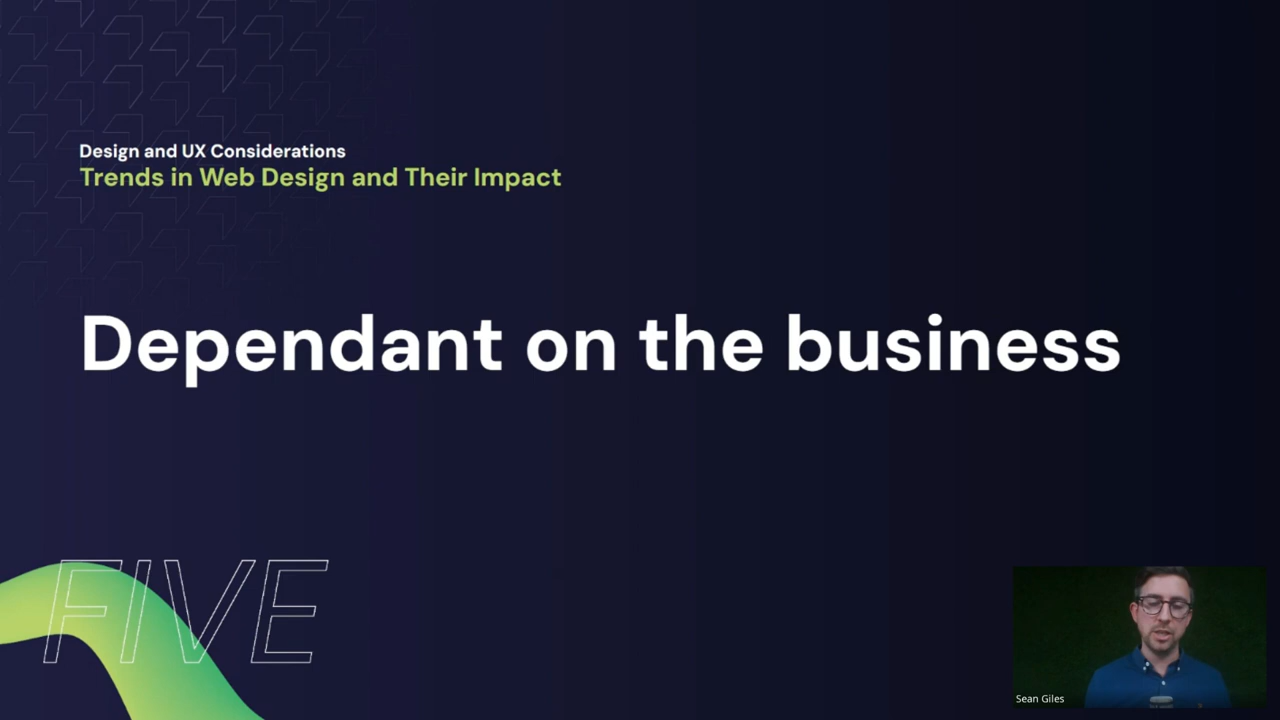 Design and UX Considerations
Trends in Web Design and Their Impact
Dependant on the business
FIVE
Sean Giles